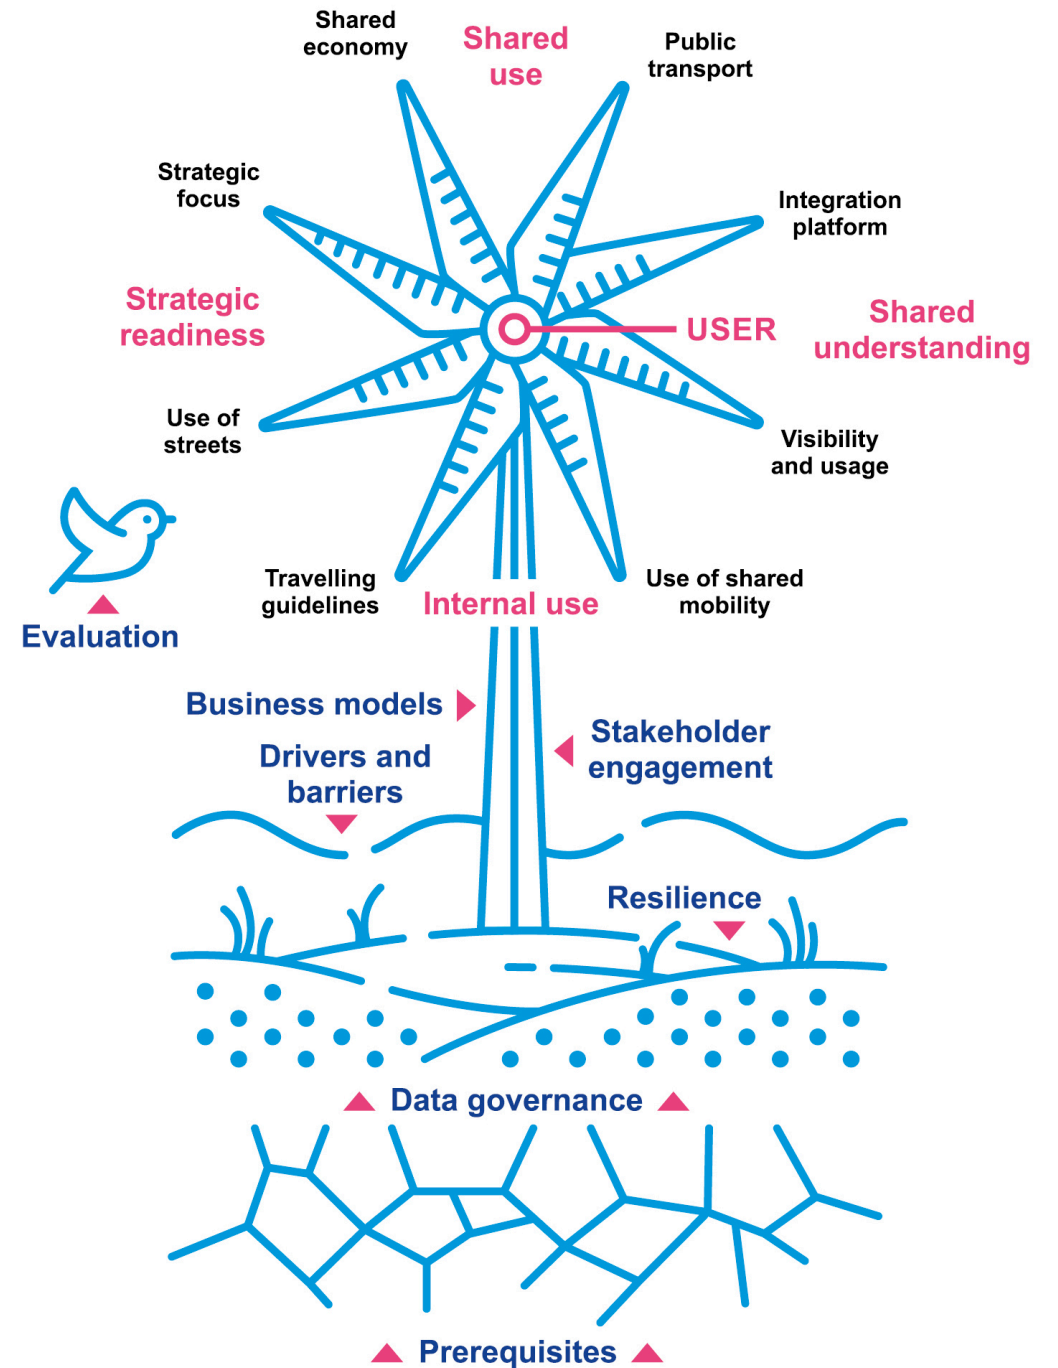 Shared
economy
Shared
use
Public
transport
Strategic
focus
Integration
platform
Strategic
readiness
USER
Shared
understanding
Use of
streets
Visibility
and usage
Travelling
guidelines
Internal use
Use of shared
mobility
Evaluation
Business models
Stakeholder
engagement
Drivers and
barriers
Resilience
Data governance
Prerequisites